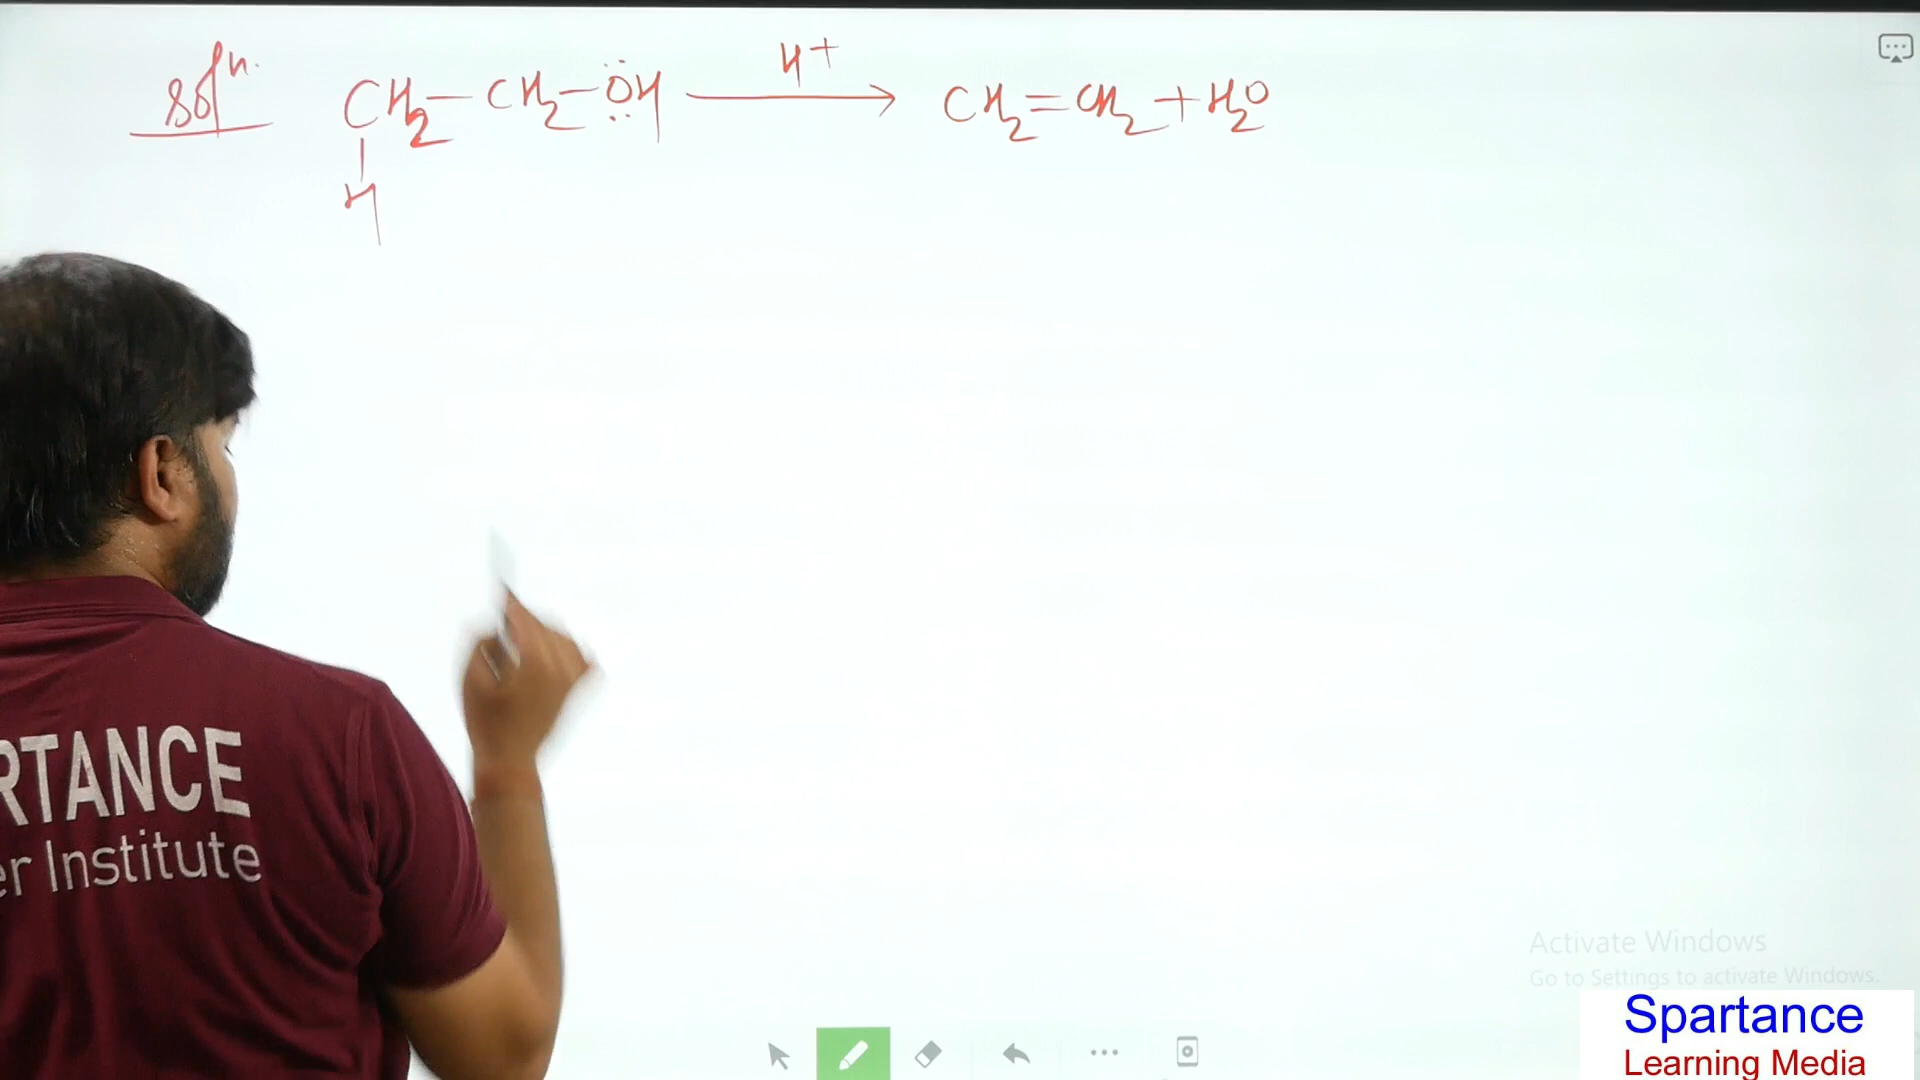 Solⁿ. CH₂–CH₂–ÖH H⁺ → CH₂=CH₂+H₂O
|
H
RTANCE
er Institute
Activate Windows
Go to Settings to activate Windows.
Spartance
Learning Media